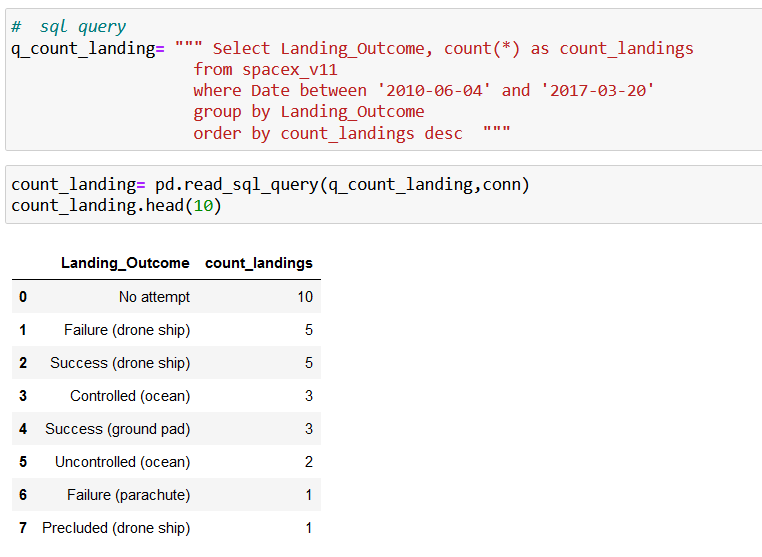 #  sql query
q_count_landing= """ Select Landing_Outcome, count(*) as count_landings
from spacex_v11
where Date between '2010-06-04' and '2017-03-20'
group by Landing_Outcome
order by count_landings desc  """
count_landing= pd.read_sql_query(q_count_landing,conn)
count_landing.head(10)
Landing_Outcome count_landings
0 No attempt 10
1 Failure (drone ship) 5
2 Success (drone ship) 5
3 Controlled (ocean) 3
4 Success (ground pad) 3
5 Uncontrolled (ocean) 2
6 Failure (parachute) 1
7 Precluded (drone ship) 1